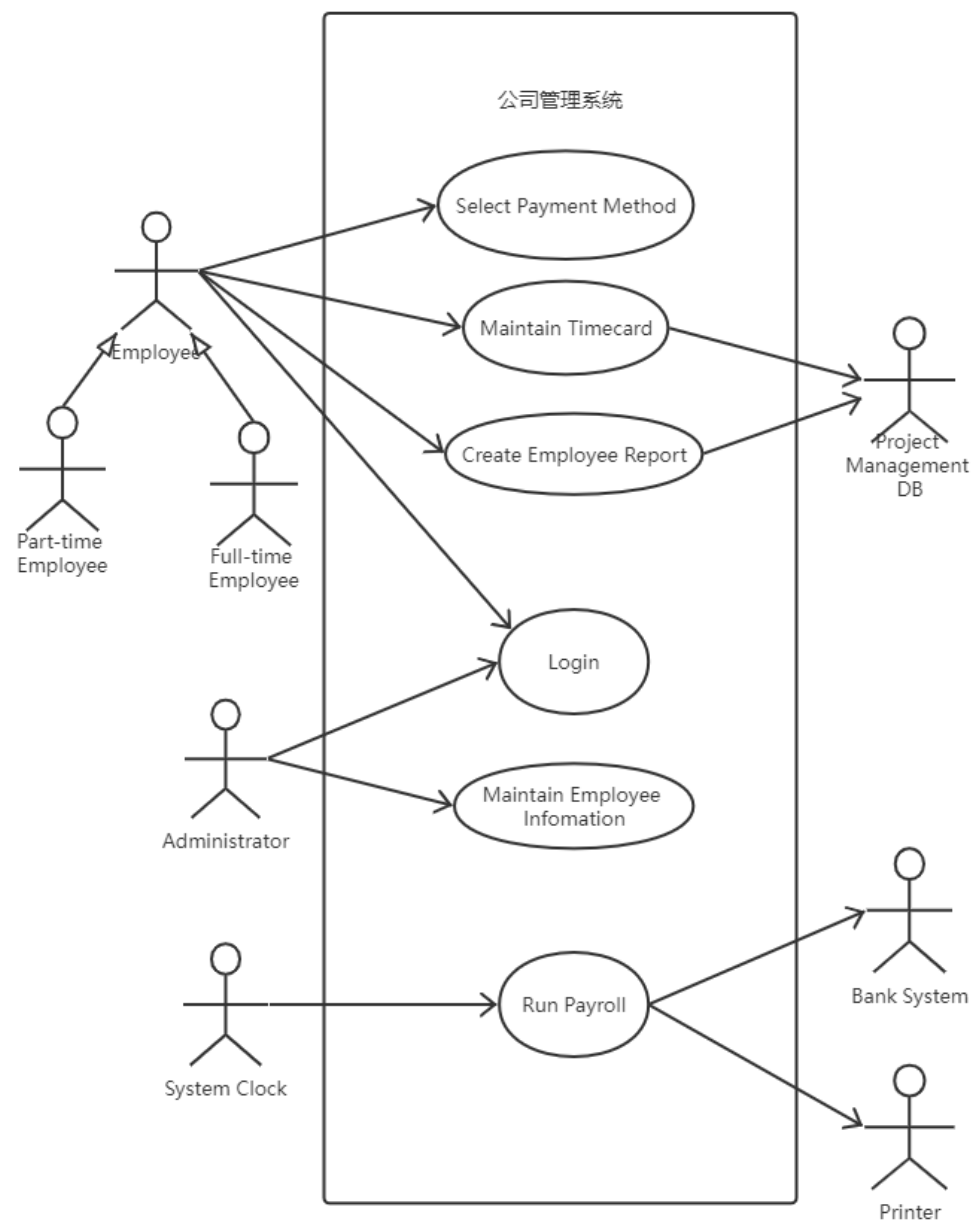 公司管理系统
Select Payment Method
Employee
Maintain Timecard
Project
Management
DB
Create Employee Report
Part-time
Employee
Full-time
Employee
Login
Administrator
Maintain Employee
Infomation
System Clock
Run Payroll
Bank System
Printer